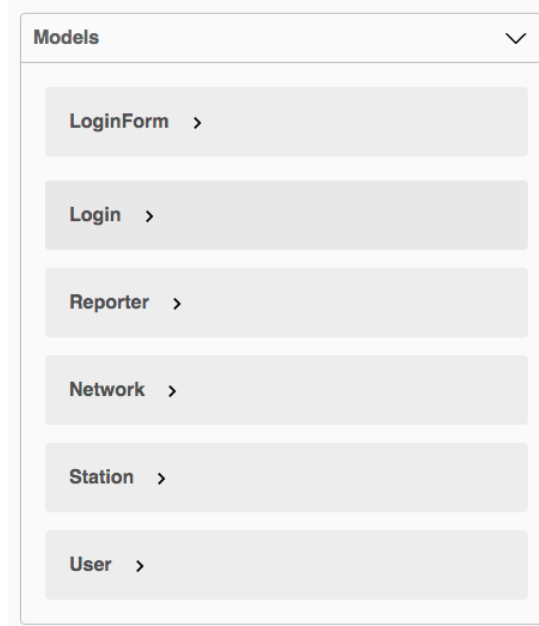 Models
LoginForm
Login
Reporter
Network
Station
User